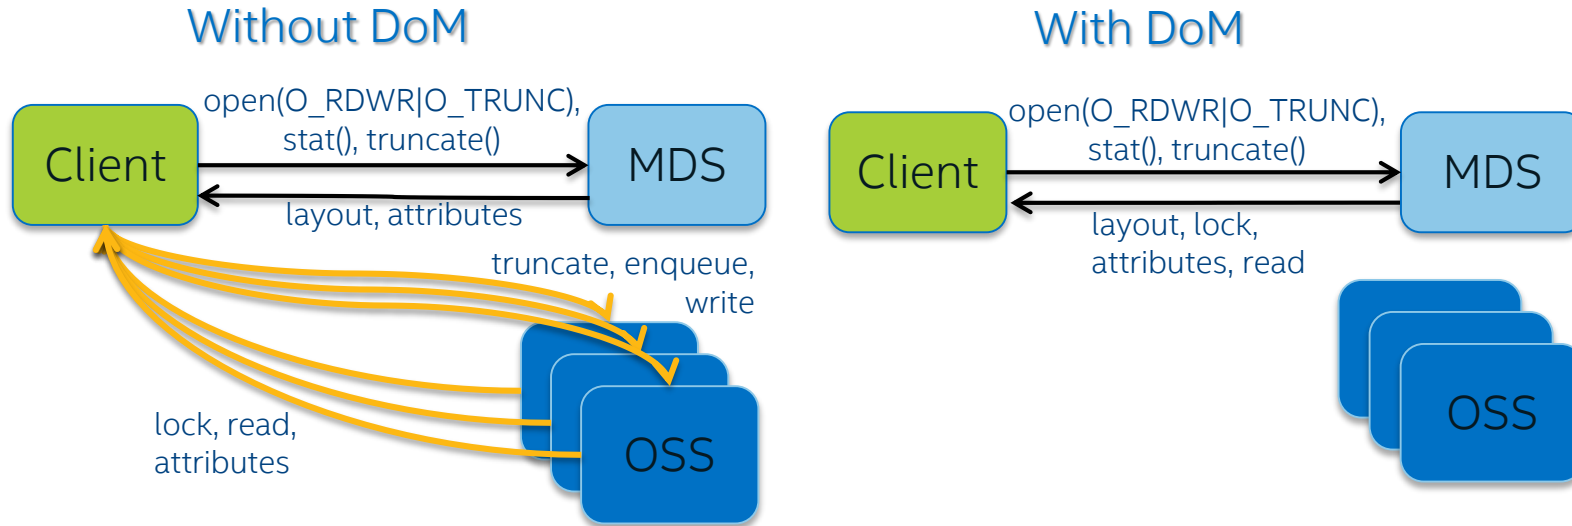 Without DoM
open(O_RDWR|O_TRUNC),
stat(), truncate()
Client
MDS
layout, attributes
truncate, enqueue,
write
lock, read,
attributes
OSS
With DoM
open(O_RDWR|O_TRUNC),
stat(), truncate()
Client
MDS
layout, lock,
attributes, read
OSS